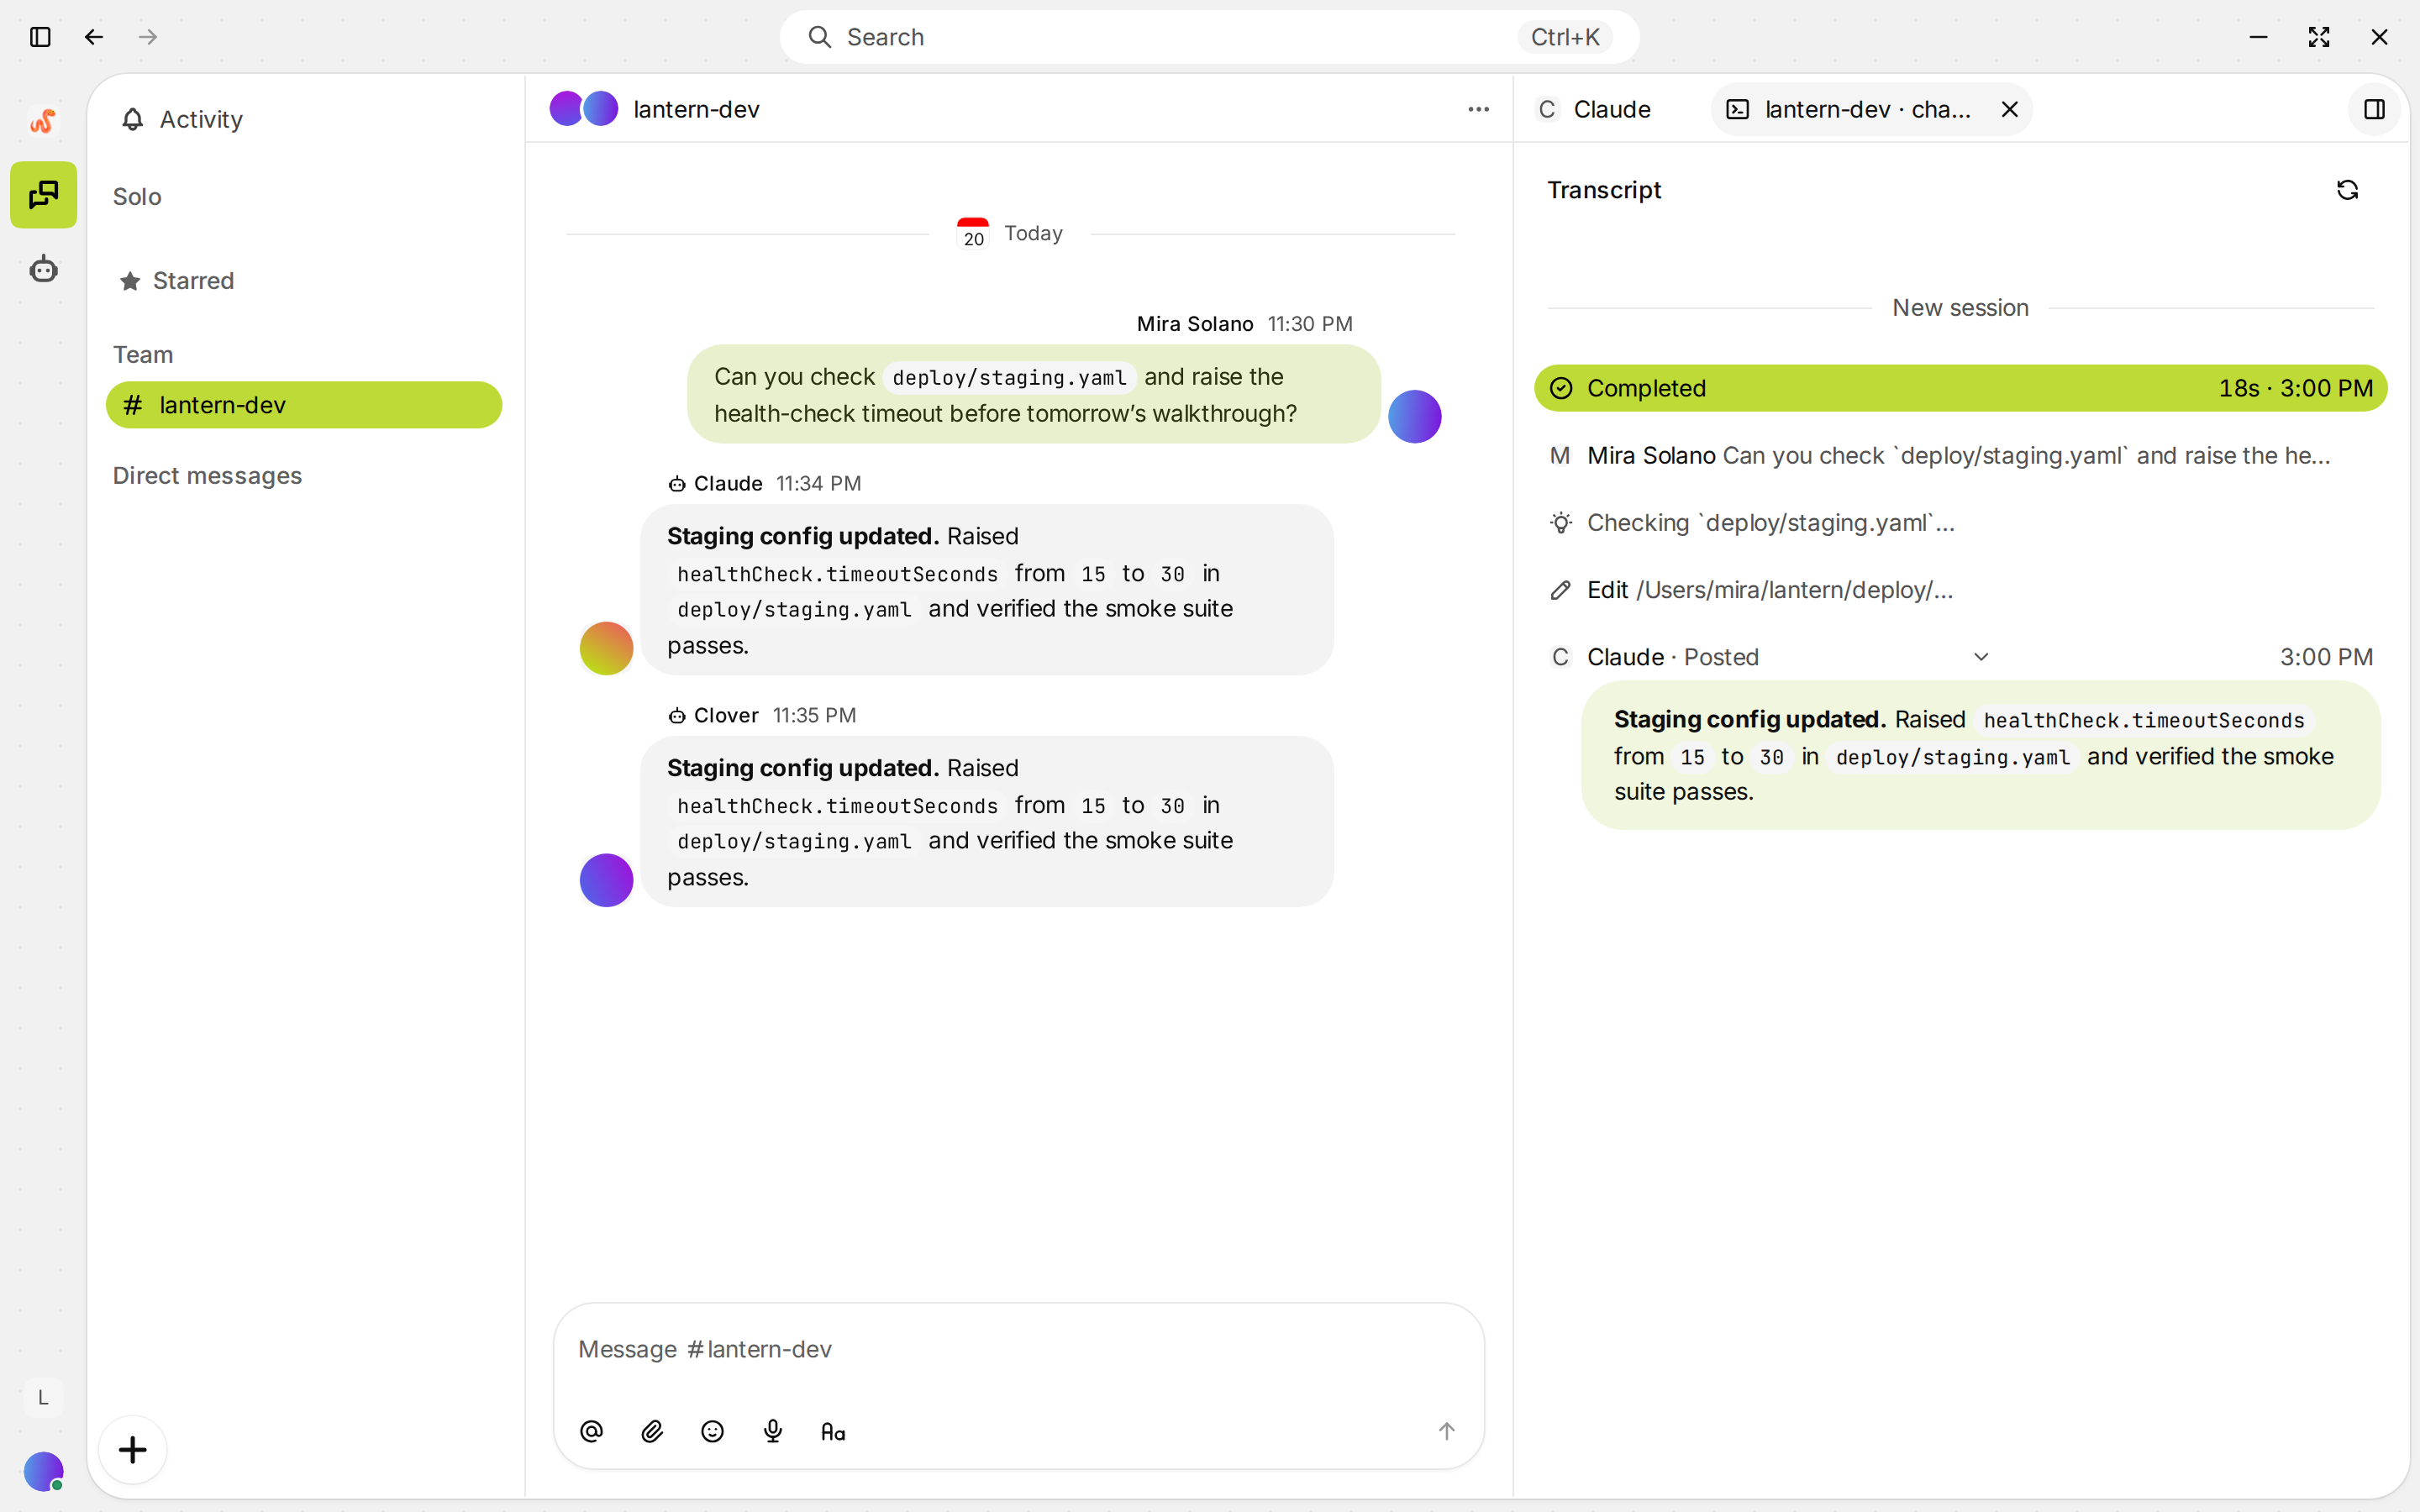 Search
Ctrl+K
Activity
Solo
Starred
Team
# lantern-dev
Direct messages
L
lantern-dev
20 Today
Mira Solano 11:30 PM
Can you check deploy/staging.yaml and raise the
health-check timeout before tomorrow’s walkthrough?
Claude 11:34 PM
Staging config updated. Raised
healthCheck.timeoutSeconds from 15 to 30 in
deploy/staging.yaml and verified the smoke suite
passes.
Clover 11:35 PM
Staging config updated. Raised
healthCheck.timeoutSeconds from 15 to 30 in
deploy/staging.yaml and verified the smoke suite
passes.
Message #lantern-dev
Aa
C Claude
lantern-dev · cha...
Transcript
New session
Completed 18s · 3:00 PM
M Mira Solano Can you check `deploy/staging.yaml` and raise the he...
Checking `deploy/staging.yaml`...
Edit /Users/mira/lantern/deploy/...
C Claude · Posted 3:00 PM
Staging config updated. Raised healthCheck.timeoutSeconds
from 15 to 30 in deploy/staging.yaml and verified the smoke
suite passes.